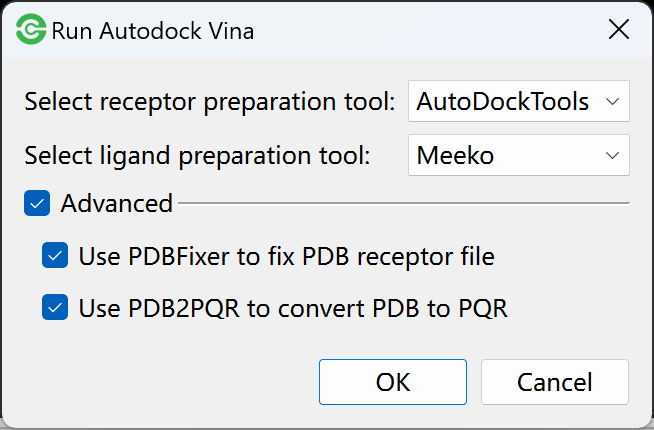 Run Autodock Vina
Select receptor preparation tool: AutoDockTools
Select ligand preparation tool: Meeko
Advanced
Use PDBFixer to fix PDB receptor file
Use PDB2PQR to convert PDB to PQR
OK Cancel